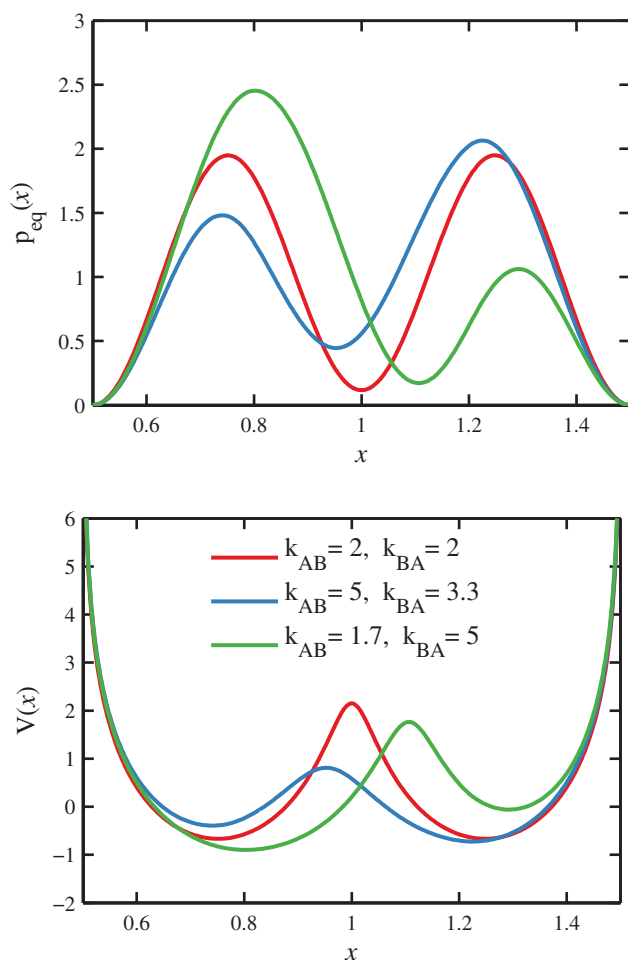 3
2.5
2
1.5
1
0.5
0
p_eq(x)
0.6 0.8 1 1.2 1.4
x
6
5
4
3
2
1
0
−1
−2
V(x)
k_AB = 2, k_BA = 2
k_AB = 5, k_BA = 3.3
k_AB = 1.7, k_BA = 5
0.6 0.8 1 1.2 1.4
x